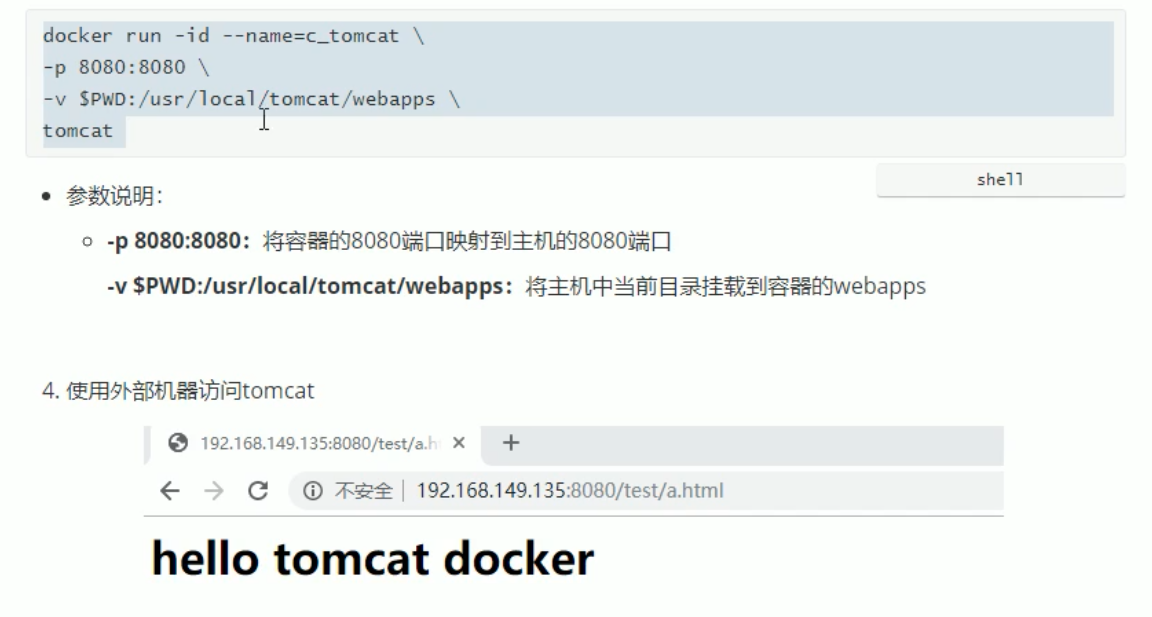 docker run -id --name=c_tomcat \
-p 8080:8080 \
-v $PWD:/usr/local/tomcat/webapps \
tomcat
shell
参数说明：
-p 8080:8080：将容器的8080端口映射到主机的8080端口
-v $PWD:/usr/local/tomcat/webapps：将主机中当前目录挂载到容器的webapps
4. 使用外部机器访问tomcat
192.168.149.135:8080/test/a.h
不安全 | 192.168.149.135:8080/test/a.html
hello tomcat docker